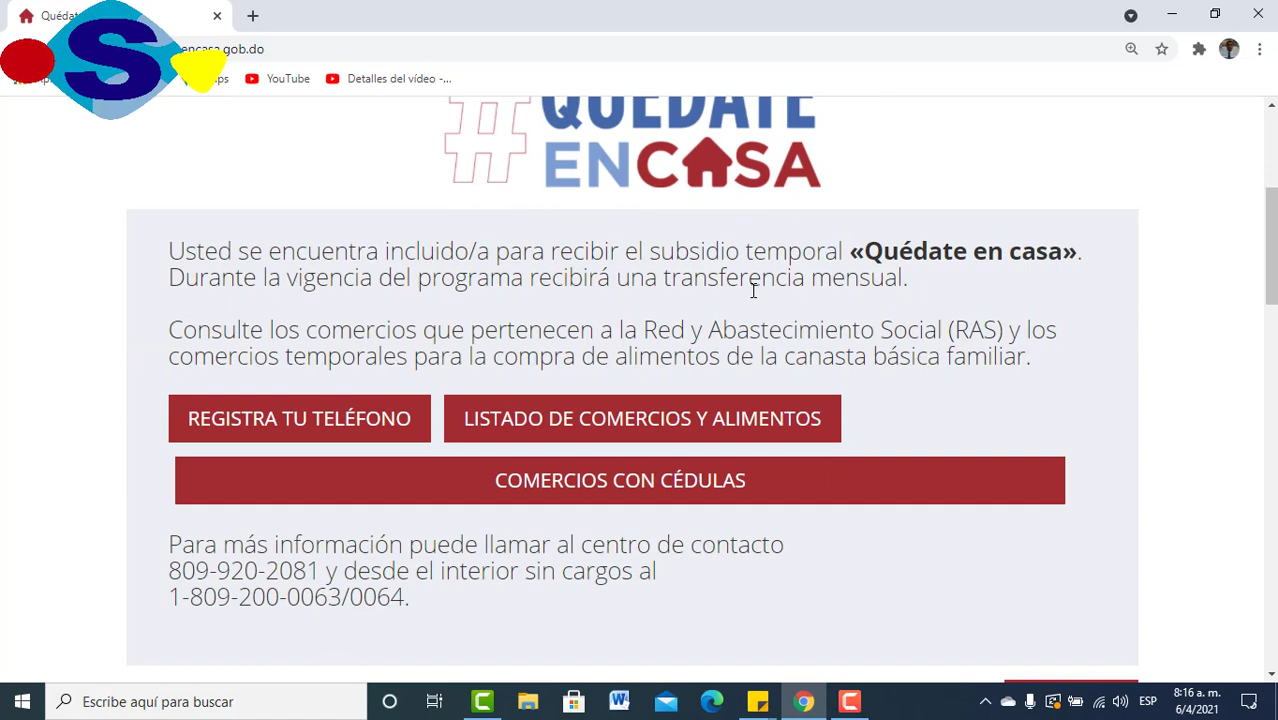 Quéda
S
encasa.gob.do
YouTube
Detalles del vídeo -...
#QUÉDATE
ENCASA
Usted se encuentra incluido/a para recibir el subsidio temporal «Quédate en casa».
Durante la vigencia del programa recibirá una transferencia mensual.
Consulte los comercios que pertenecen a la Red y Abastecimiento Social (RAS) y los
comercios temporales para la compra de alimentos de la canasta básica familiar.
REGISTRA TU TELÉFONO
LISTADO DE COMERCIOS Y ALIMENTOS
COMERCIOS CON CÉDULAS
Para más información puede llamar al centro de contacto
809-920-2081 y desde el interior sin cargos al
1-809-200-0063/0064.
Escribe aquí para buscar
ESP
8:16 a. m.
6/4/2021